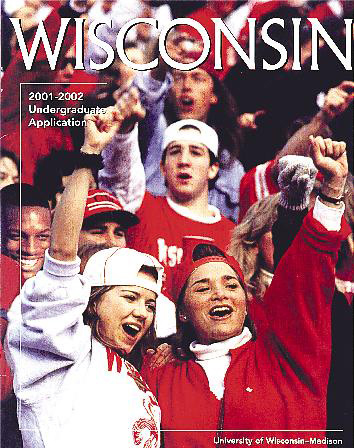 WISCONSIN
2001-2002
Undergraduate
Application
University of Wisconsin–Madison